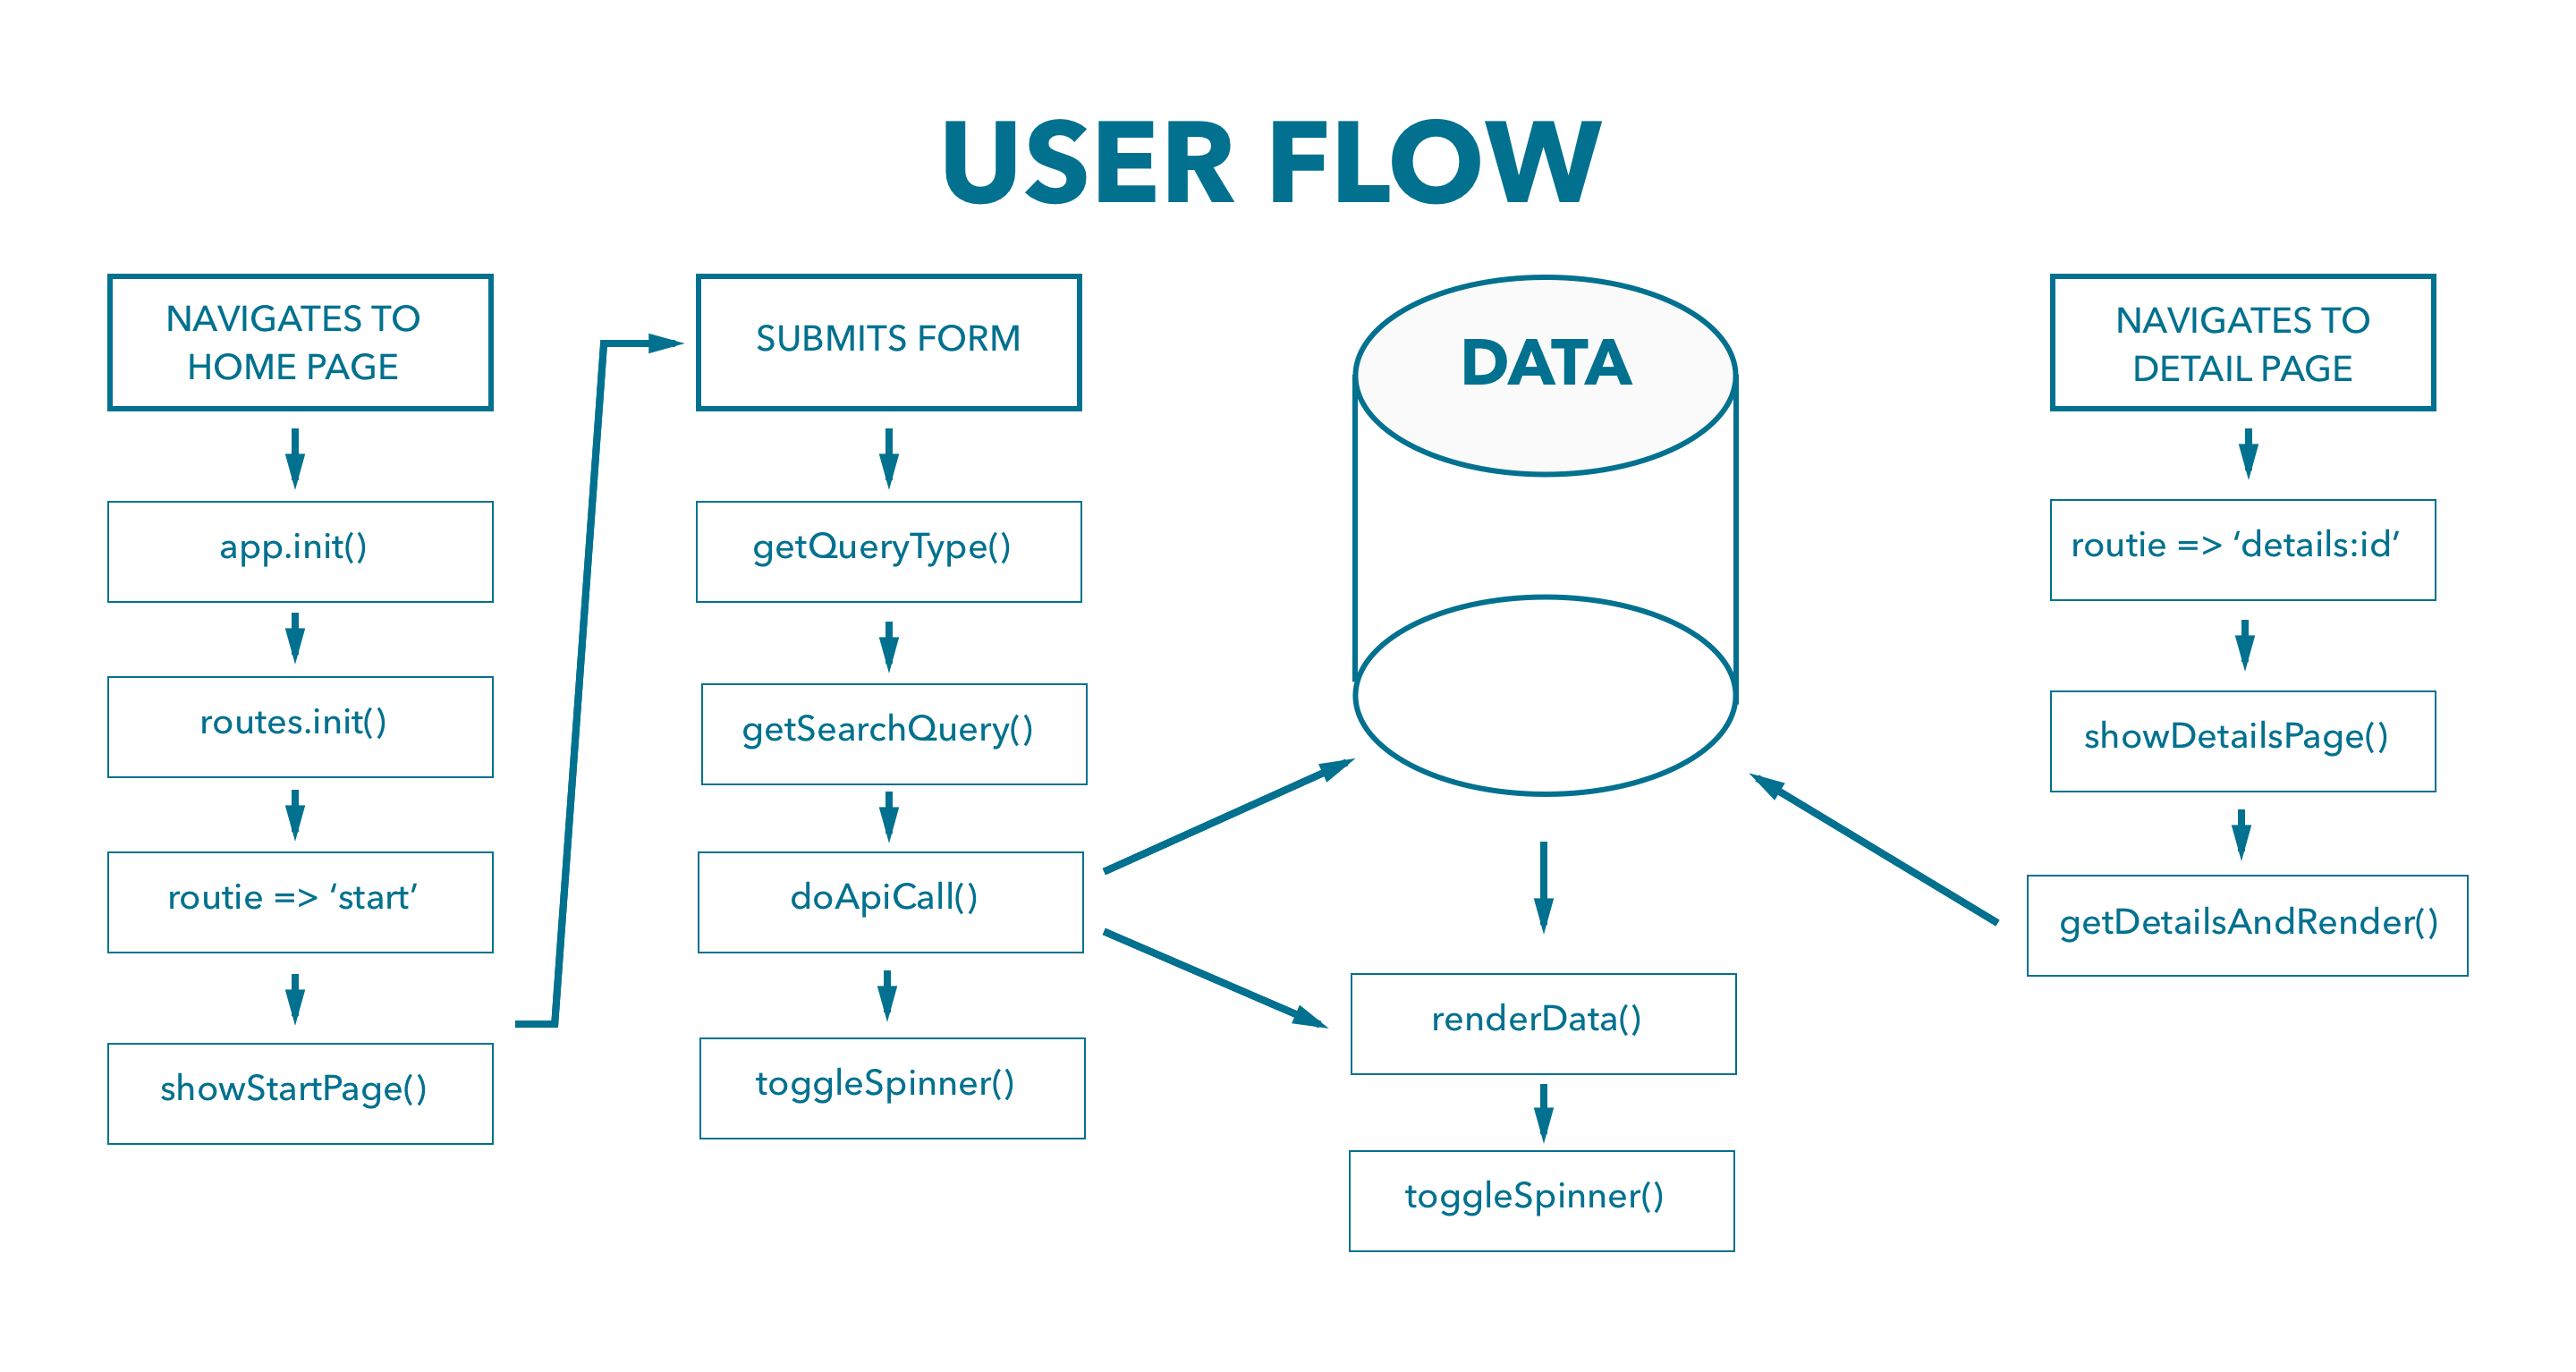 USER FLOW
NAVIGATES TO
HOME PAGE
app.init()
routes.init()
routie => ‘start’
showStartPage()
SUBMITS FORM
getQueryType()
getSearchQuery()
doApiCall()
toggleSpinner()
DATA
renderData()
toggleSpinner()
NAVIGATES TO
DETAIL PAGE
routie => ‘details:id’
showDetailsPage()
getDetailsAndRender()